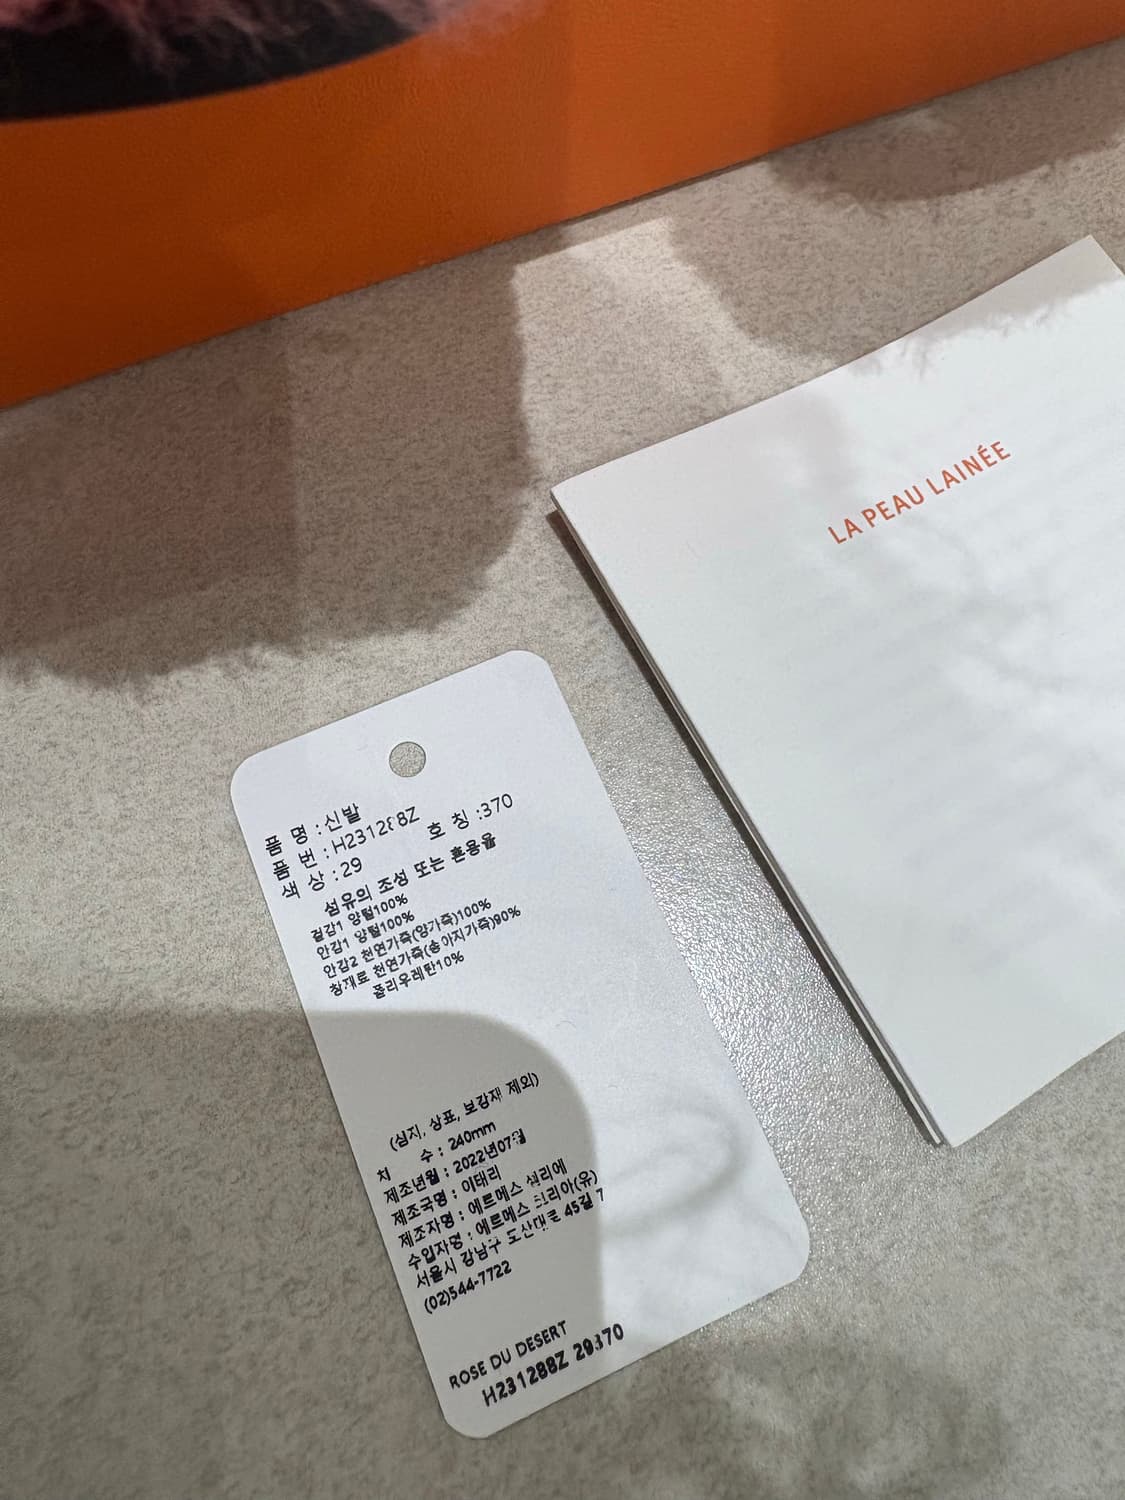 품 명 : 신발
품 번 : H231288Z 호 칭 : 370
색 상 : 29
섬유의 조성 또는 혼용율
겉감1 양털100%
안감1 양털100%
안감2 천연가죽(양가죽)100%
창재료 천연가죽(송아지가죽)90%
폴리우레탄10%
(심지, 상표, 보강재 제외)
치 수 : 240mm
제조년월 : 2022년07월
제조국명 : 이태리
제조자명 : 에르메스 쉘리에
수입자명 : 에르메스 코리아(유)
서울시 강남구 도산대로 45길 7
(02)544-7722
ROSE DU DESERT
H231288Z 29370
LA PEAU LAINÉE